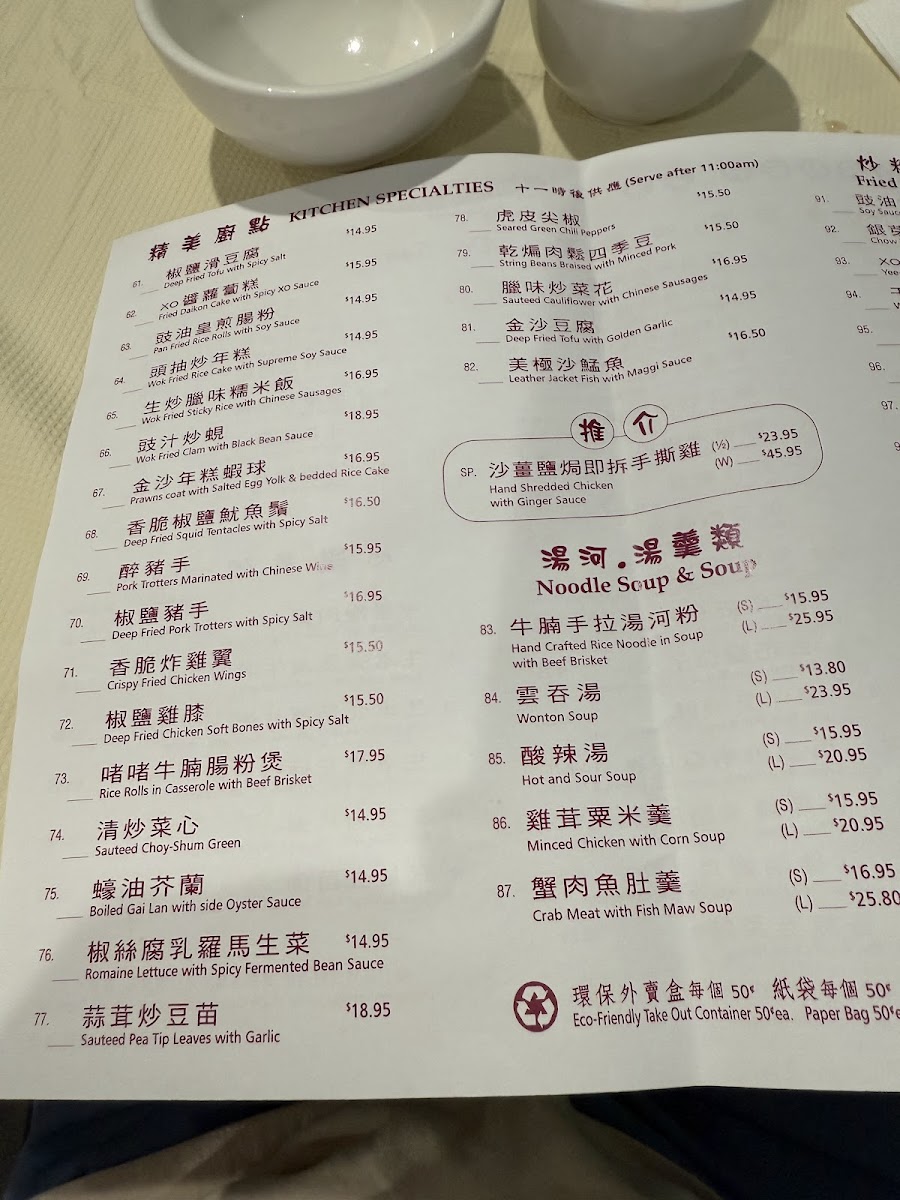 精美廚點 KITCHEN SPECIALTIES 十一時後供應 (Serve after 11:00am)
61. 椒鹽滑豆腐 $14.95
Deep Fried Tofu with Spicy Salt
62. XO醬蘿蔔糕 $15.95
Fried Daikon Cake with Spicy XO Sauce
63. 豉油皇煎腸粉 $14.95
Pan Fried Rice Rolls with Soy Sauce
64. 頭抽炒年糕 $14.95
Wok Fried Rice Cake with Supreme Soy Sauce
65. 生炒臘味糯米飯 $16.95
Wok Fried Sticky Rice with Chinese Sausages
66. 豉汁炒蜆 $18.95
Wok Fried Clam with Black Bean Sauce
67. 金沙年糕蝦球 $16.95
Prawns coat with Salted Egg Yolk & bedded Rice Cake
68. 香脆椒鹽魷魚鬚 $16.50
Deep Fried Squid Tentacles with Spicy Salt
69. 醉豬手 $15.95
Pork Trotters Marinated with Chinese Wine
70. 椒鹽豬手 $16.95
Deep Fried Pork Trotters with Spicy Salt
71. 香脆炸雞翼 $15.50
Crispy Fried Chicken Wings
72. 椒鹽雞膝 $15.50
Deep Fried Chicken Soft Bones with Spicy Salt
73. 啫啫牛腩腸粉煲 $17.95
Rice Rolls in Casserole with Beef Brisket
74. 清炒菜心 $14.95
Sauteed Choy-Shum Green
75. 蠔油芥蘭 $14.95
Boiled Gai Lan with side Oyster Sauce
76. 椒絲腐乳羅馬生菜 $14.95
Romaine Lettuce with Spicy Fermented Bean Sauce
77. 蒜茸炒豆苗 $18.95
Sauteed Pea Tip Leaves with Garlic
78. 虎皮尖椒 $15.50
Seared Green Chili Peppers
79. 乾煸肉鬆四季豆 $15.50
String Beans Braised with Minced Pork
80. 臘味炒菜花 $16.95
Sauteed Cauliflower with Chinese Sausages
81. 金沙豆腐 $14.95
Deep Fried Tofu with Golden Garlic
82. 美極沙鯭魚 $16.50
Leather Jacket Fish with Maggi Sauce
推介
SP. 沙薑鹽焗即拆手撕雞 (½) $23.95
(W) $45.95
Hand Shredded Chicken
with Ginger Sauce
湯河.湯羹類
Noodle Soup & Soup
83. 牛腩手拉湯河粉 (S) $15.95
(L) $25.95
Hand Crafted Rice Noodle in Soup
with Beef Brisket
84. 雲吞湯 (S) $13.80
(L) $23.95
Wonton Soup
85. 酸辣湯 (S) $15.95
(L) $20.95
Hot and Sour Soup
86. 雞茸粟米羹 (S) $15.95
(L) $20.95
Minced Chicken with Corn Soup
87. 蟹肉魚肚羹 (S) $16.95
(L) $25.80
Crab Meat with Fish Maw Soup
環保外賣盒每個 50¢ 紙袋每個 50¢
Eco-Friendly Take Out Container 50¢ea. Paper Bag 50¢e
炒
Fried
91. 豉油
Soy Sauc
92. 銀
Chow
93. XO
Yee
94.
95.
96.
97.